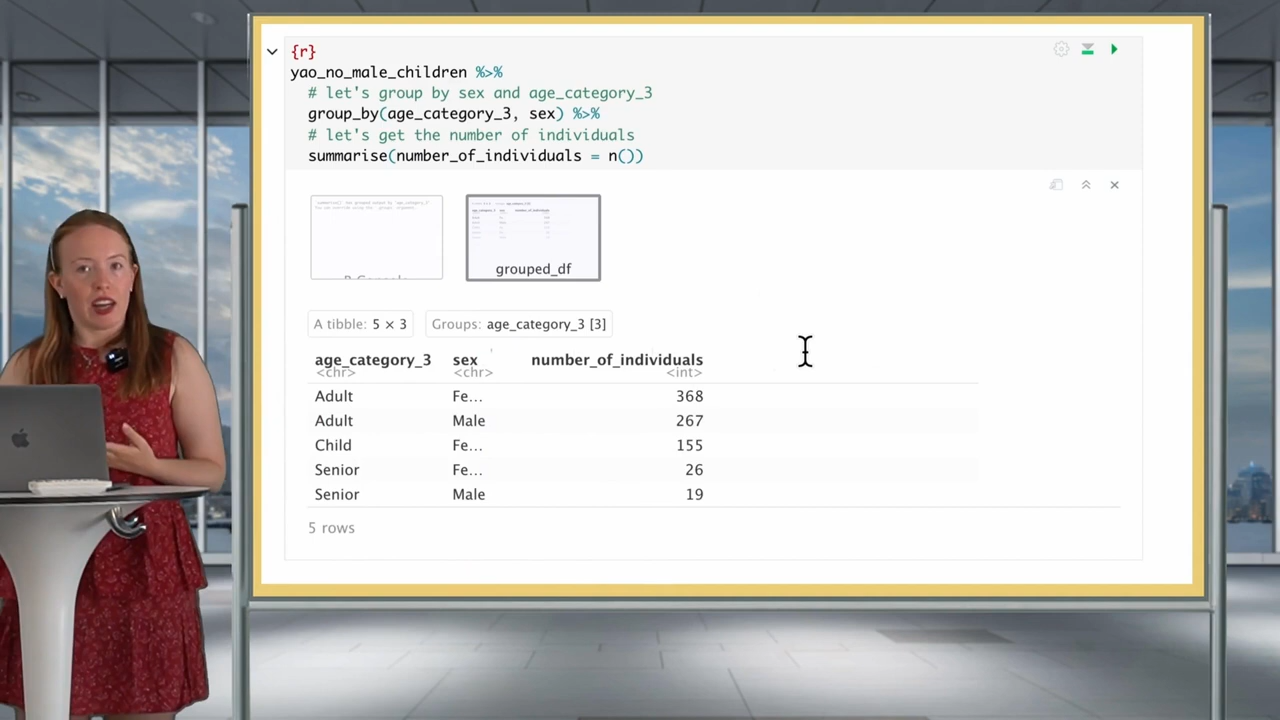 {r}
yao_no_male_children %>%
# let's group by sex and age_category_3
group_by(age_category_3, sex) %>%
# let's get the number of individuals
summarise(number_of_individuals = n())
grouped_df
A tibble: 5 × 3 Groups: age_category_3 [3]
age_category_3 sex number_of_individuals
<chr> <chr> <int>
Adult Fe… 368
Adult Male 267
Child Fe… 155
Senior Fe… 26
Senior Male 19
5 rows